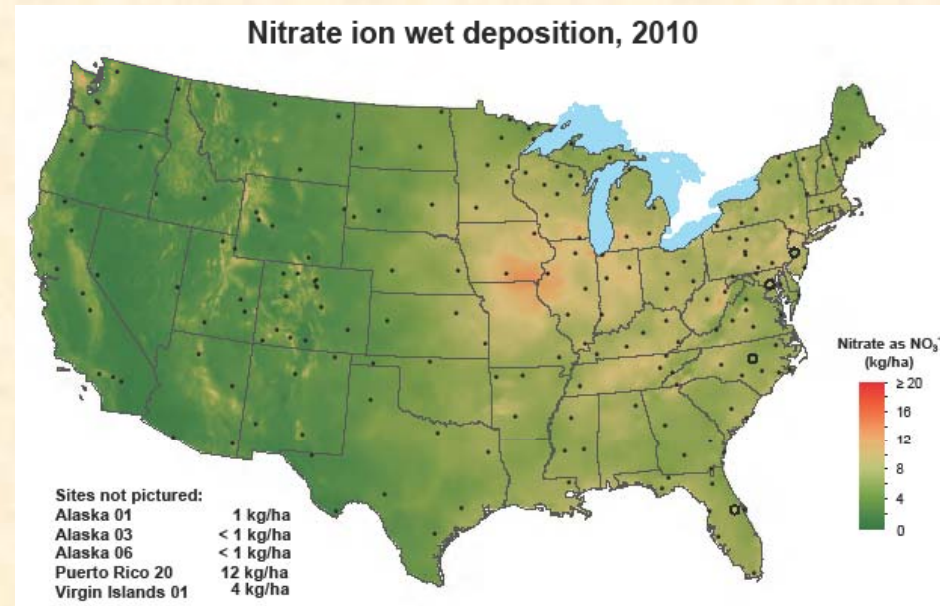 Nitrate ion wet deposition, 2010
Nitrate as NO₃⁻
(kg/ha)
≥ 20
16
12
8
4
0
Sites not pictured:
Alaska 01 1 kg/ha
Alaska 03 < 1 kg/ha
Alaska 06 < 1 kg/ha
Puerto Rico 20 12 kg/ha
Virgin Islands 01 4 kg/ha